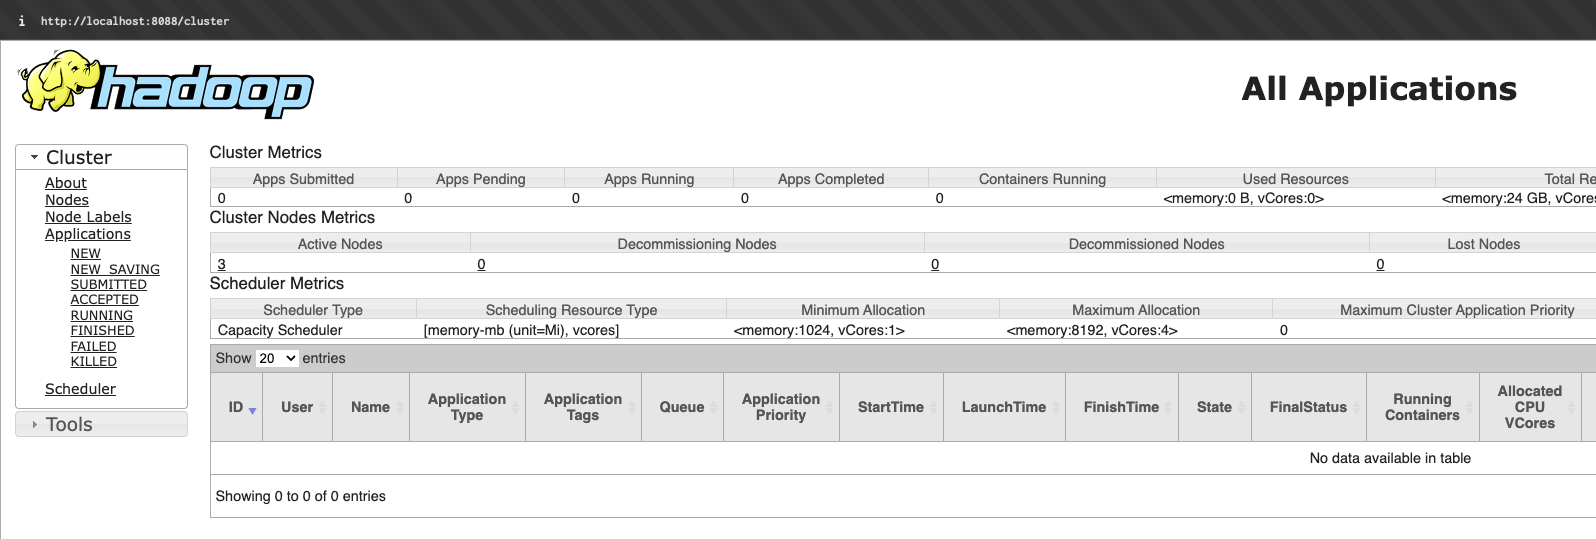 i http://localhost:8088/cluster
hadoop
All Applications
Cluster
About
Nodes
Node Labels
Applications
NEW
NEW_SAVING
SUBMITTED
ACCEPTED
RUNNING
FINISHED
FAILED
KILLED
Scheduler
Tools
Cluster Metrics
Apps Submitted Apps Pending Apps Running Apps Completed Containers Running Used Resources Total Re
0 0 0 0 0 <memory:0 B, vCores:0> <memory:24 GB, vCores
Cluster Nodes Metrics
Active Nodes Decommissioning Nodes Decommissioned Nodes Lost Nodes
3 0 0 0
Scheduler Metrics
Scheduler Type Scheduling Resource Type Minimum Allocation Maximum Allocation Maximum Cluster Application Priority
Capacity Scheduler [memory-mb (unit=Mi), vcores] <memory:1024, vCores:1> <memory:8192, vCores:4> 0
Show 20 entries
ID User Name Application Type Application Tags Queue Application Priority StartTime LaunchTime FinishTime State FinalStatus Running Containers Allocated CPU VCores
No data available in table
Showing 0 to 0 of 0 entries